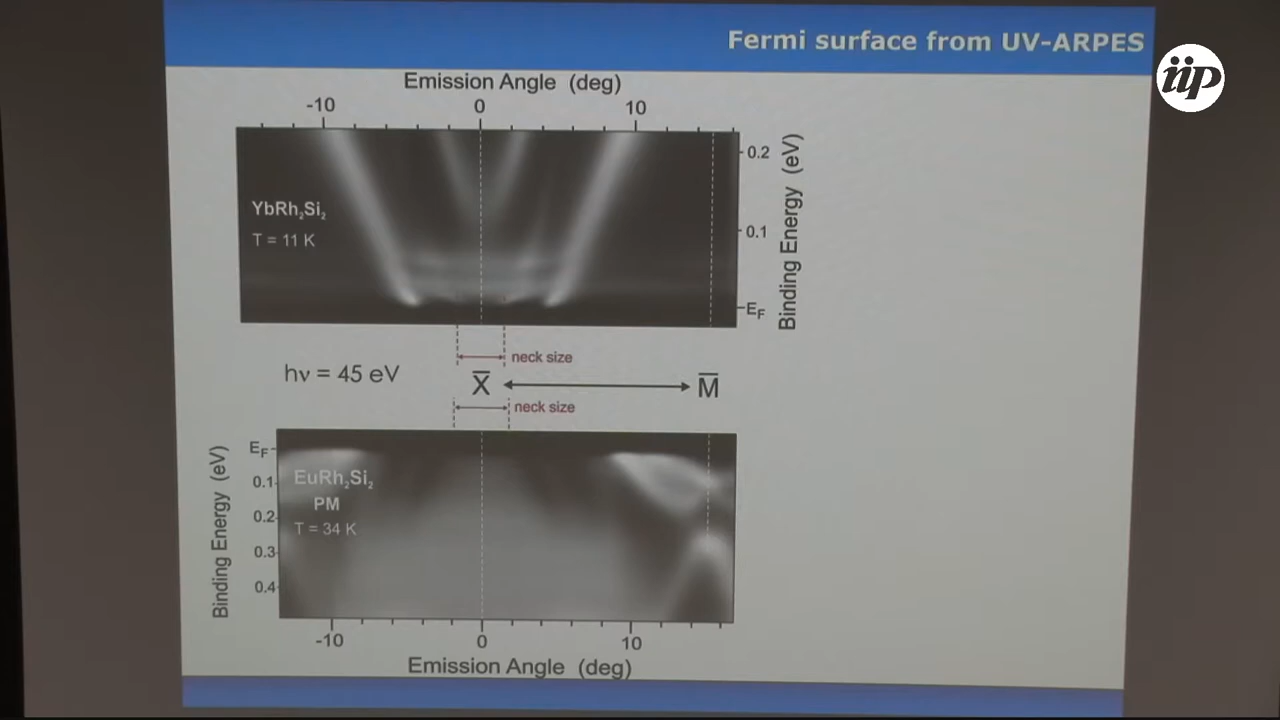 Fermi surface from UV-ARPES
iip
Emission Angle (deg)
-10 0 10
YbRh2Si2
T = 11 K
0.2
0.1
EF
Binding Energy (eV)
neck size
hν = 45 eV
X̅ M̅
neck size
Binding Energy (eV)
EF
0.1
0.2
0.3
0.4
EuRh2Si2
PM
T = 34 K
-10 0 10
Emission Angle (deg)